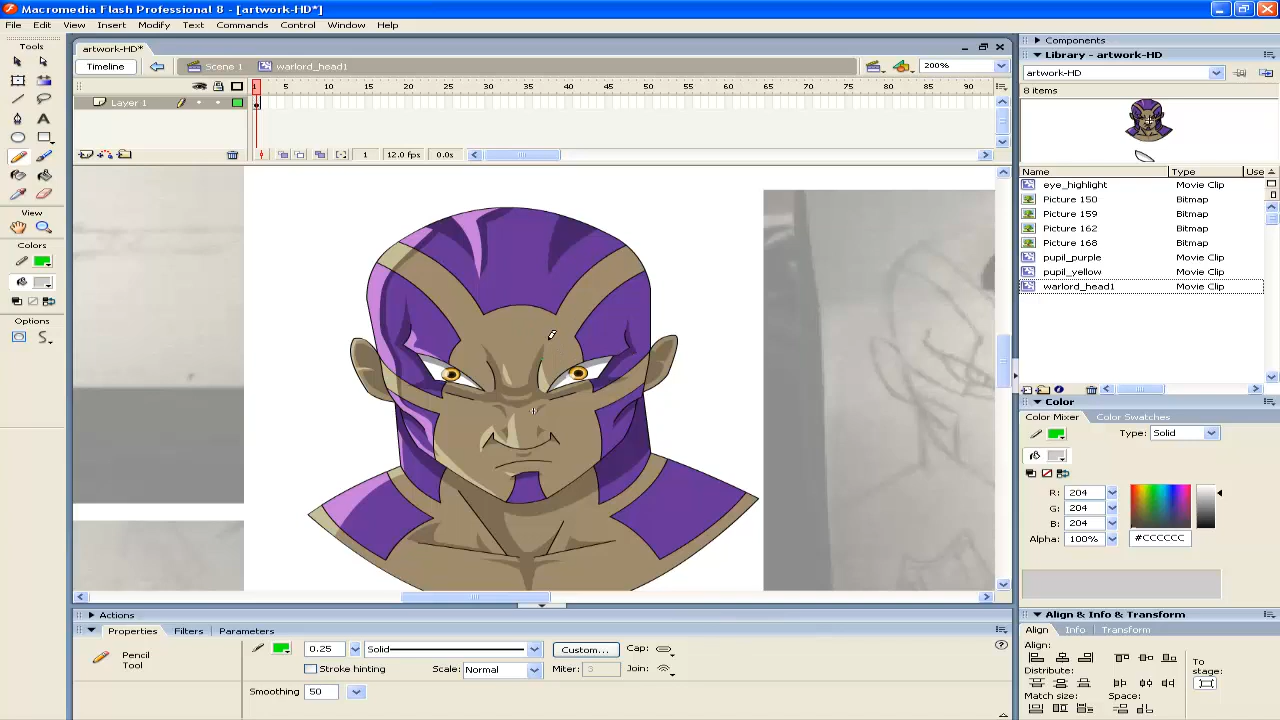 Macromedia Flash Professional 8 - [artwork-HD*]
File Edit View Insert Modify Text Commands Control Window Help
Tools
View
Colors
Options
artwork-HD*
Timeline Scene 1 warlord_head1 200%
1 5 10 15 20 25 30 35 40 45 50 55 60 65 70 75 80 85 90
Layer 1
1 12.0 fps 0.0s
Components
Library - artwork-HD
artwork-HD
8 items
Name Type Use
eye_highlight Movie Clip
Picture 150 Bitmap
Picture 159 Bitmap
Picture 162 Bitmap
Picture 168 Bitmap
pupil_purple Movie Clip
pupil_yellow Movie Clip
warlord_head1 Movie Clip
Color
Color Mixer Color Swatches
Type: Solid
R: 204
G: 204
B: 204
Alpha: 100% #CCCCCC
Align & Info & Transform
Align Info Transform
Align:
Distribute:
Match size: Space:
To stage:
Actions
Properties Filters Parameters
Pencil Tool
0.25 Solid Custom... Cap:
Stroke hinting Scale: Normal Miter: 3 Join:
Smoothing 50